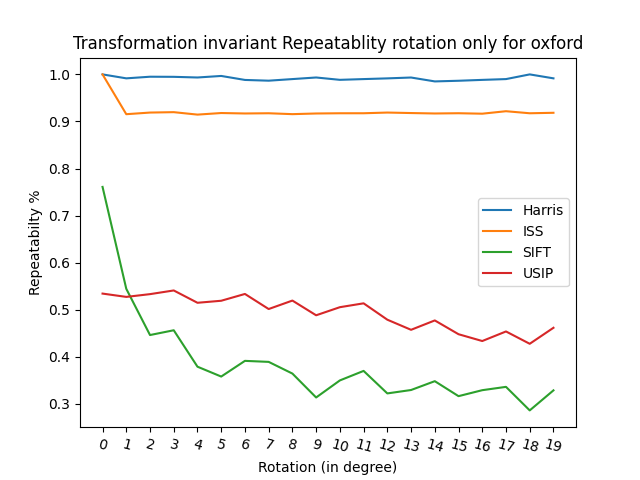 Transformation invariant Repeatablity rotation only for oxford
1.0
0.9
0.8
0.7
0.6
0.5
0.4
0.3
Repeatabilty %
Harris
ISS
SIFT
USIP
0 1 2 3 4 5 6 7 8 9 10 11 12 13 14 15 16 17 18 19
Rotation (in degree)